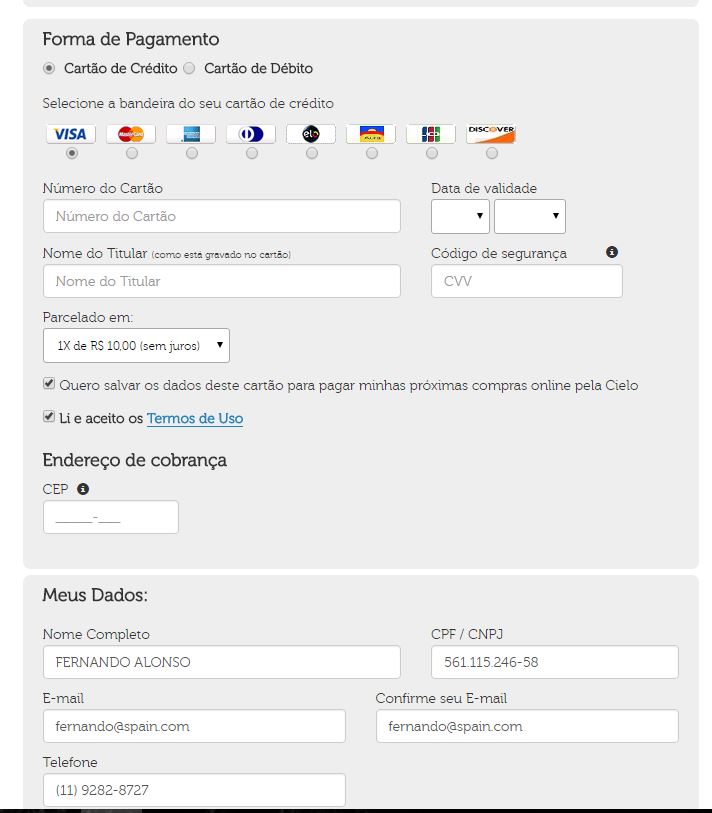 Forma de Pagamento
Cartão de Crédito Cartão de Débito
Selecione a bandeira do seu cartão de crédito
VISA MasterCard elo AURA JCB DISCOVER
Número do Cartão Data de validade
Número do Cartão
Nome do Titular (como está gravado no cartão) Código de segurança
Nome do Titular CVV
Parcelado em:
1X de R$ 10,00 (sem juros)
Quero salvar os dados deste cartão para pagar minhas próximas compras online pela Cielo
Li e aceito os Termos de Uso
Endereço de cobrança
CEP
_____-___
Meus Dados:
Nome Completo CPF / CNPJ
FERNANDO ALONSO 561.115.246-58
E-mail Confirme seu E-mail
fernando@spain.com fernando@spain.com
Telefone
(11) 9282-8727